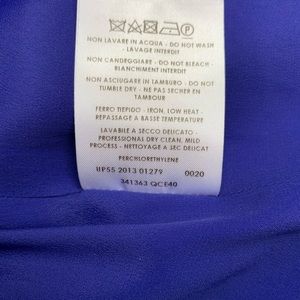 NON LAVARE IN ACQUA - DO NOT WASH
- LAVAGE INTERDIT
NON CANDEGGIARE - DO NOT BLEACH -
BLANCHIMENT INTERDIT
NON ASCIUGARE IN TAMBURO - DO NOT
TUMBLE DRY - NE PAS SECHER EN
TAMBOUR
FERRO TIEPIDO - IRON, LOW HEAT -
REPASSAGE A BASSE TEMPERATURE
LAVABILE A SECCO DELICATO -
PROFESSIONAL DRY CLEAN, MILD
PROCESS - NETTOYAGE A SEC DELICAT
PERCHLORETHYLENE
UP55 2013 01279 0020
341363 QCE40